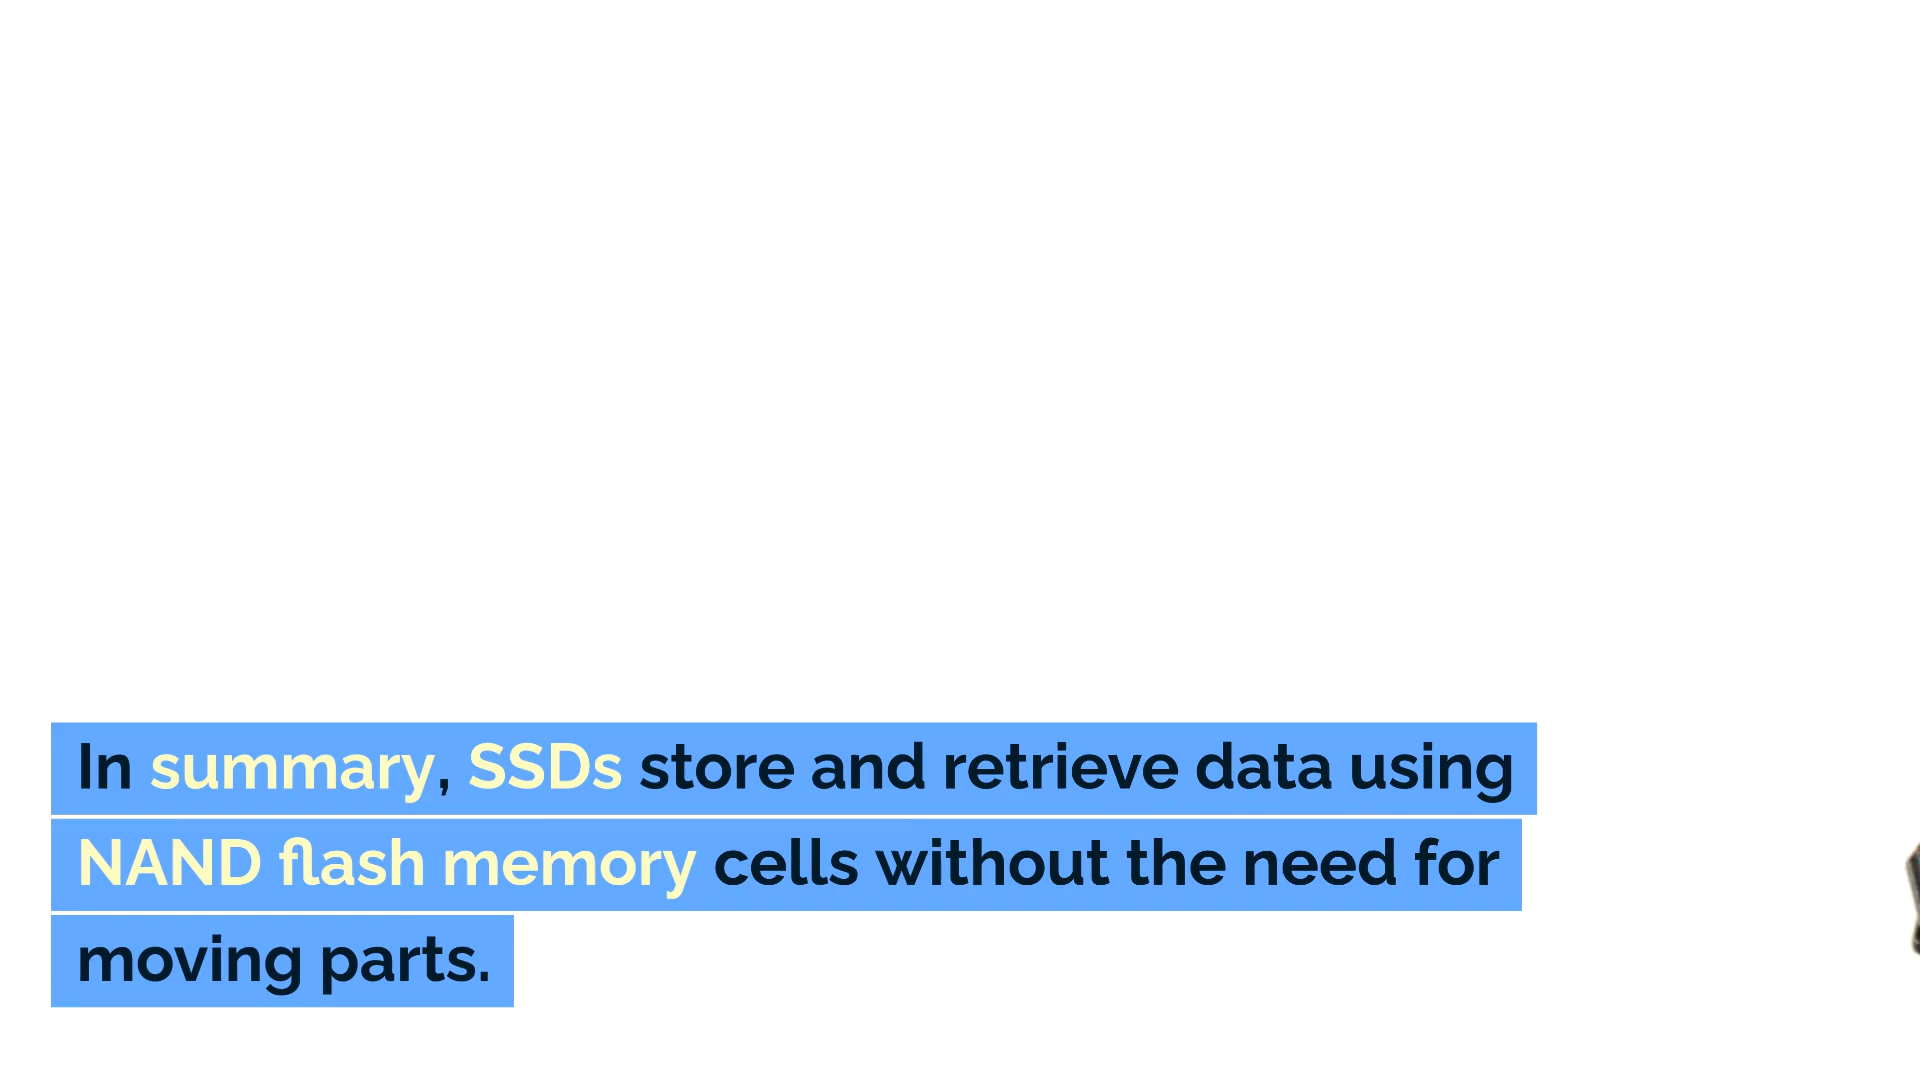 In summary, SSDs store and retrieve data using
NAND flash memory cells without the need for
moving parts.